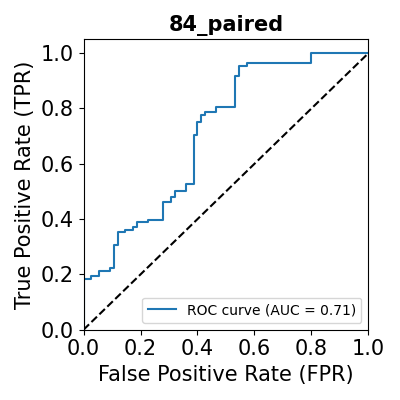 84_paired
True Positive Rate (TPR)
1.0
0.8
0.6
0.4
0.2
0.0
ROC curve (AUC = 0.71)
0.0 0.2 0.4 0.6 0.8 1.0
False Positive Rate (FPR)